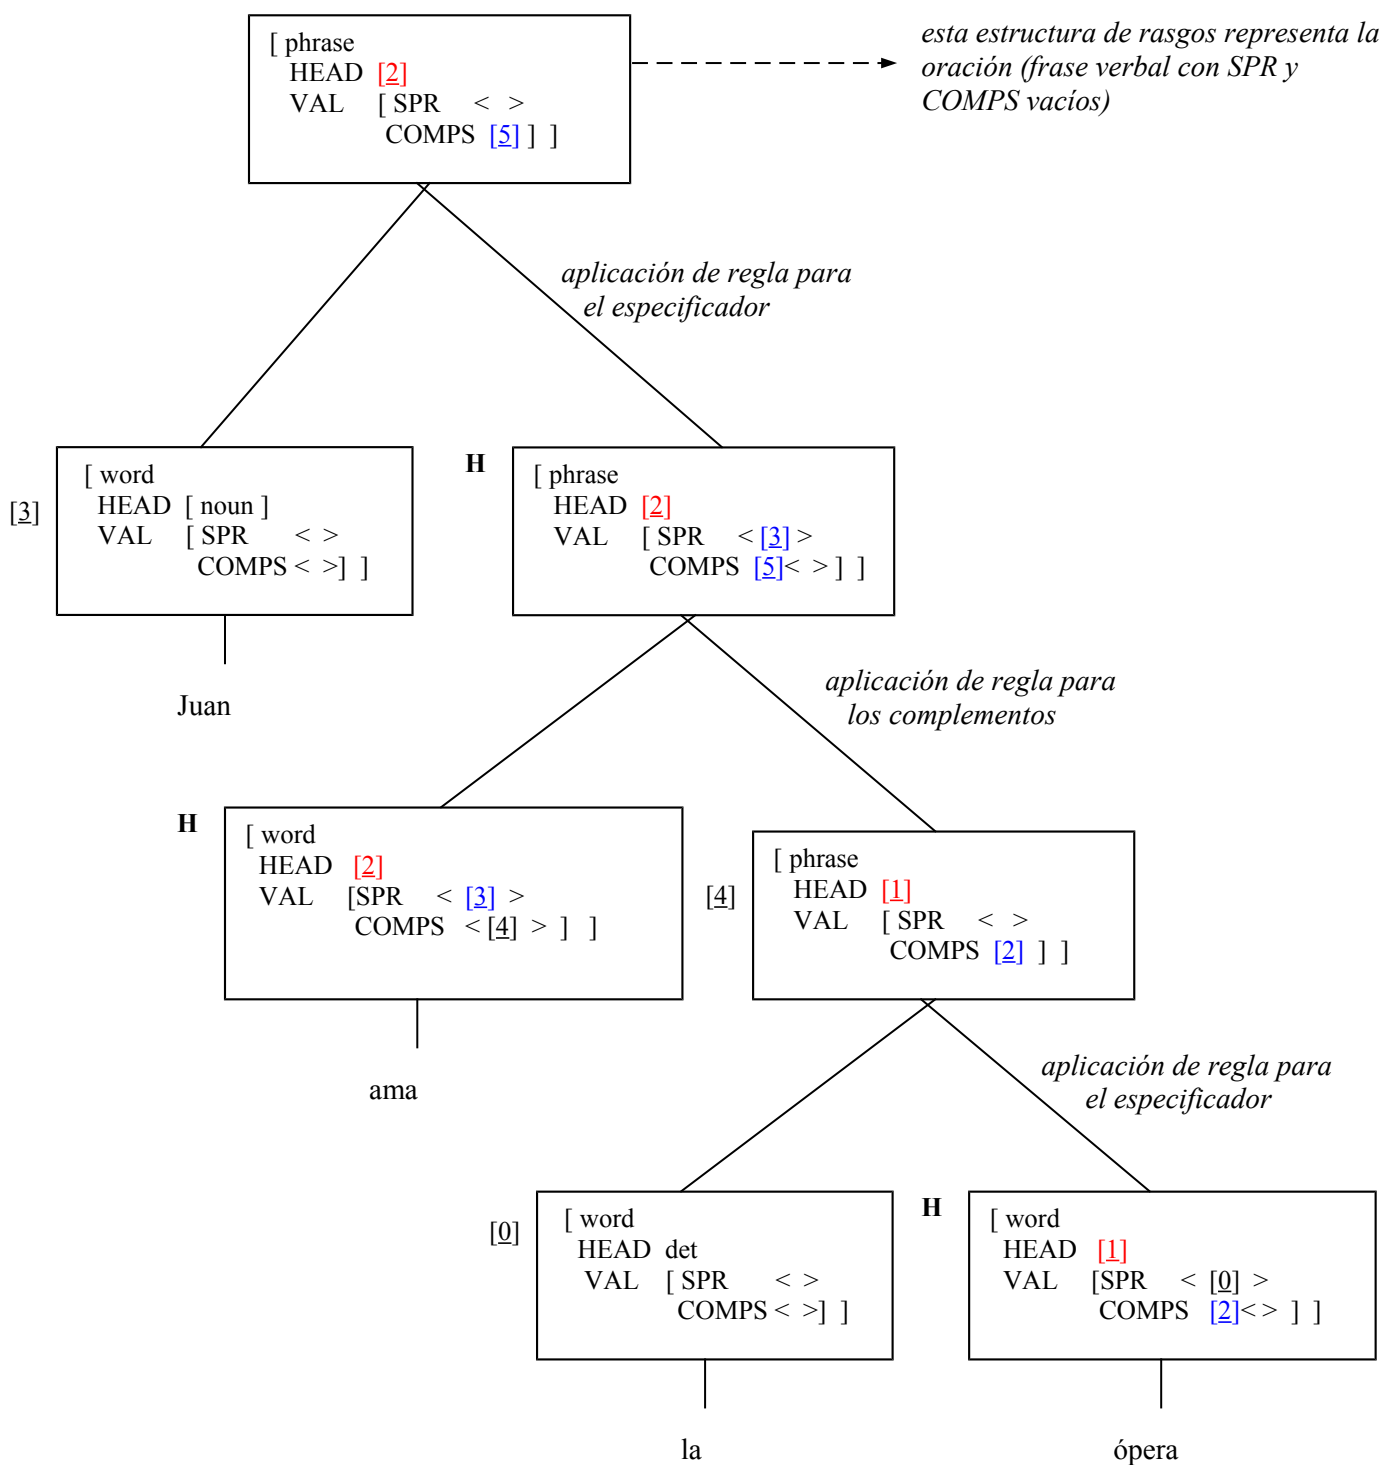 [ phrase
HEAD [2]
VAL [ SPR < >
COMPS [5] ] ]
esta estructura de rasgos representa la
oración (frase verbal con SPR y
COMPS vacíos)
aplicación de regla para
el especificador
[3]
[ word
HEAD [ noun ]
VAL [ SPR < >
COMPS < >] ]
Juan
H
[ phrase
HEAD [2]
VAL [ SPR < [3] >
COMPS [5]< > ] ]
aplicación de regla para
los complementos
H
[ word
HEAD [2]
VAL [SPR < [3] >
COMPS < [4] > ] ]
ama
[4]
[ phrase
HEAD [1]
VAL [ SPR < >
COMPS [2] ] ]
aplicación de regla para
el especificador
[0]
[ word
HEAD det
VAL [ SPR < >
COMPS < >] ]
la
H
[ word
HEAD [1]
VAL [SPR < [0] >
COMPS [2]< > ] ]
ópera